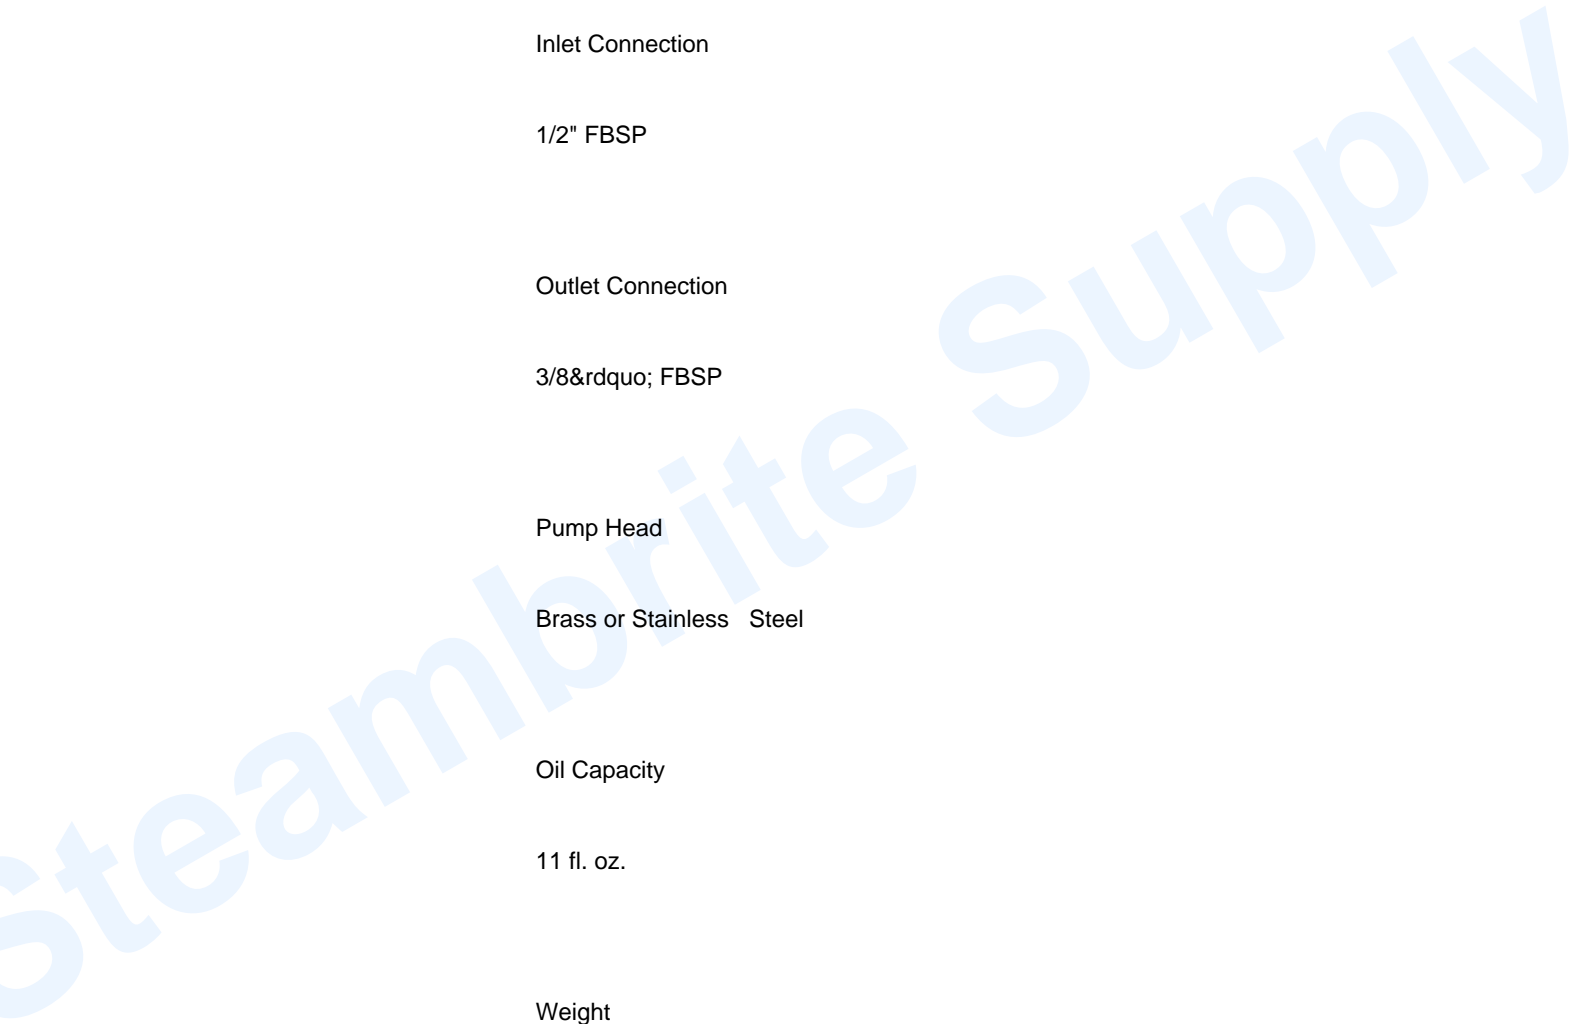 Inlet Connection
1/2" FBSP
Outlet Connection
3/8&rdquo; FBSP
Pump Head
Brass or Stainless   Steel
Oil Capacity
11 fl. oz.
Weight
Steambrite Supply